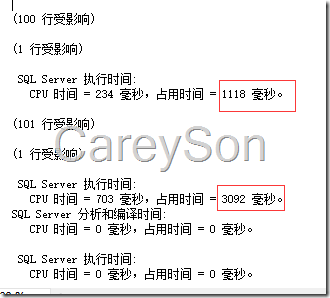 (100 行受影响)
(1 行受影响)
SQL Server 执行时间:
CPU 时间 = 234 毫秒，占用时间 = 1118 毫秒。
(101 行受影响)
(1 行受影响)
CareySon
SQL Server 执行时间:
CPU 时间 = 703 毫秒，占用时间 = 3092 毫秒。
SQL Server 分析和编译时间:
CPU 时间 = 0 毫秒，占用时间 = 0 毫秒。
SQL Server 执行时间:
CPU 时间 = 0 毫秒，占用时间 = 0 毫秒。